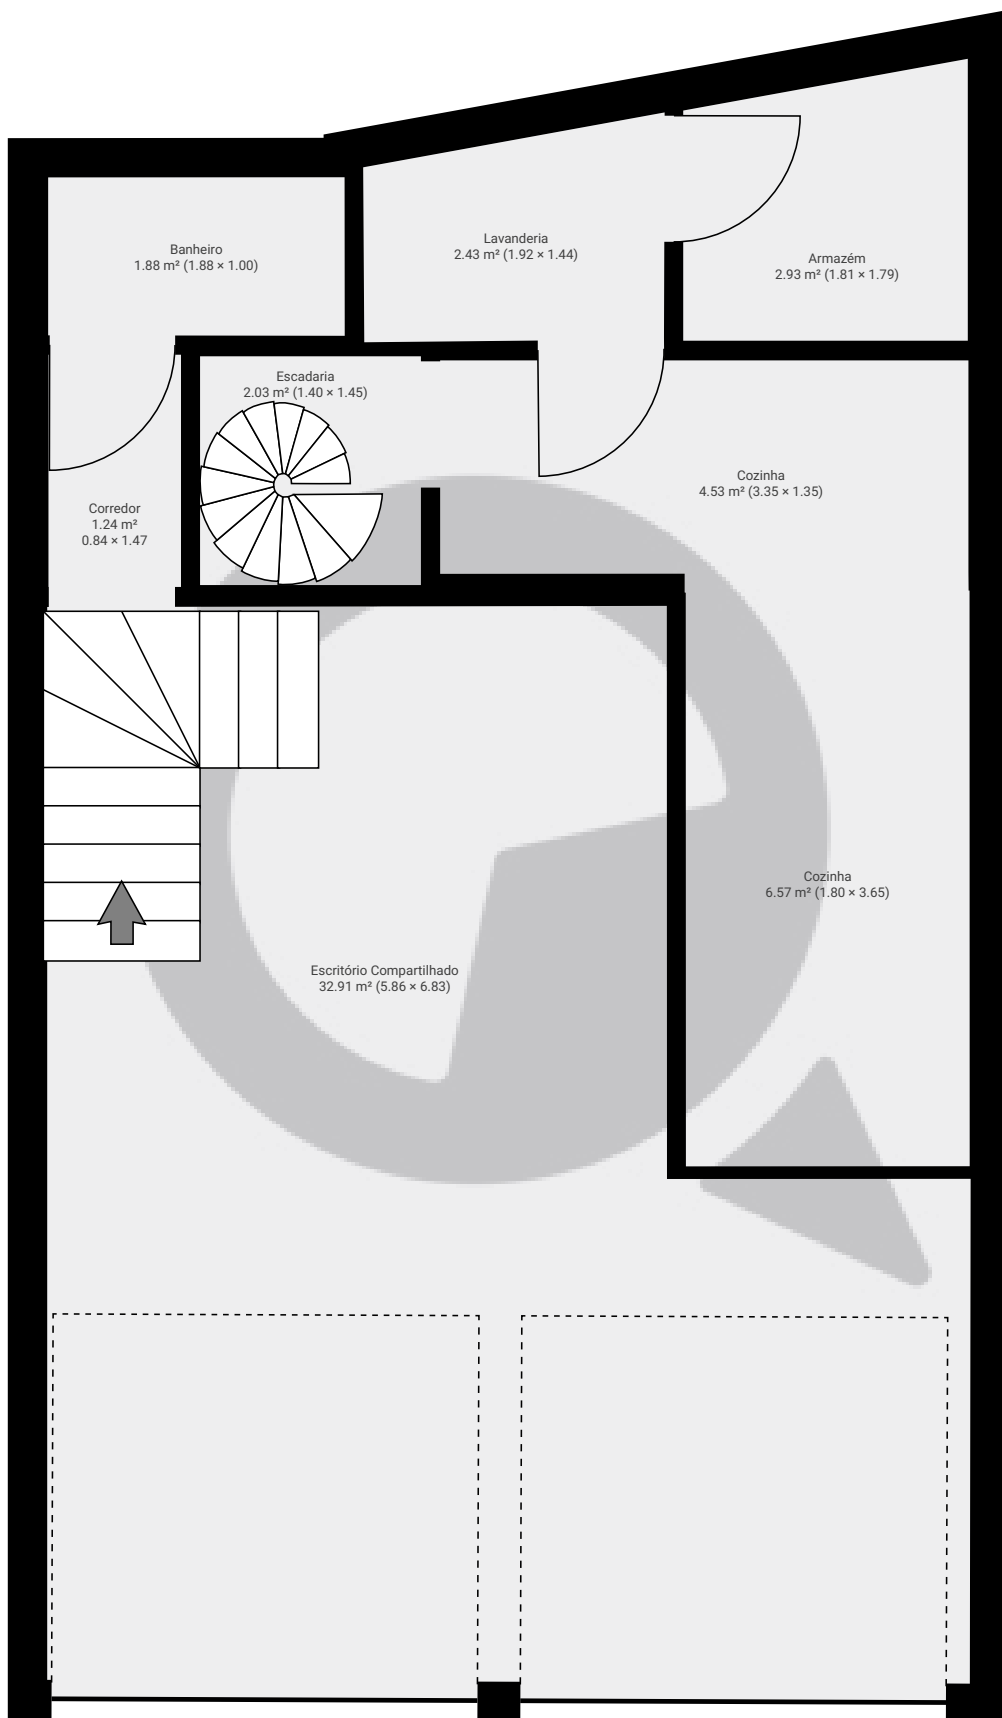 Banheiro
1.88 m² (1.88 × 1.00)
Lavanderia
2.43 m² (1.92 × 1.44)
Armazém
2.93 m² (1.81 × 1.79)
Escadaria
2.03 m² (1.40 × 1.45)
Corredor
1.24 m²
0.84 × 1.47
Cozinha
4.53 m² (3.35 × 1.35)
Cozinha
6.57 m² (1.80 × 3.65)
Escritório Compartilhado
32.91 m² (5.86 × 6.83)